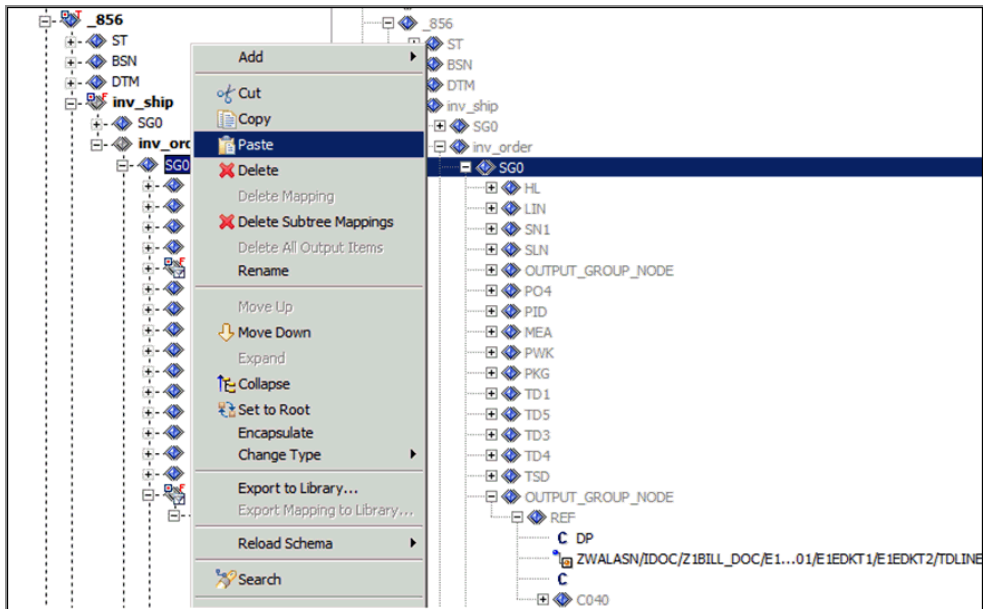 _856
ST
BSN
DTM
inv_ship
SG0
inv_orc
SG0
Add
Cut
Copy
Paste
Delete
Delete Mapping
Delete Subtree Mappings
Delete All Output Items
Rename
Move Up
Move Down
Expand
Collapse
Set to Root
Encapsulate
Change Type
Export to Library...
Export Mapping to Library...
Reload Schema
Search
_856
ST
BSN
DTM
inv_ship
SG0
inv_order
SG0
HL
LIN
SN1
SLN
OUTPUT_GROUP_NODE
PO4
PID
MEA
PWK
PKG
TD1
TD5
TD3
TD4
TSD
OUTPUT_GROUP_NODE
REF
C DP
ZWALASN/IDOC/Z1BILL_DOC/E1...01/E1EDKT1/E1EDKT2/TDLINE
C
C040